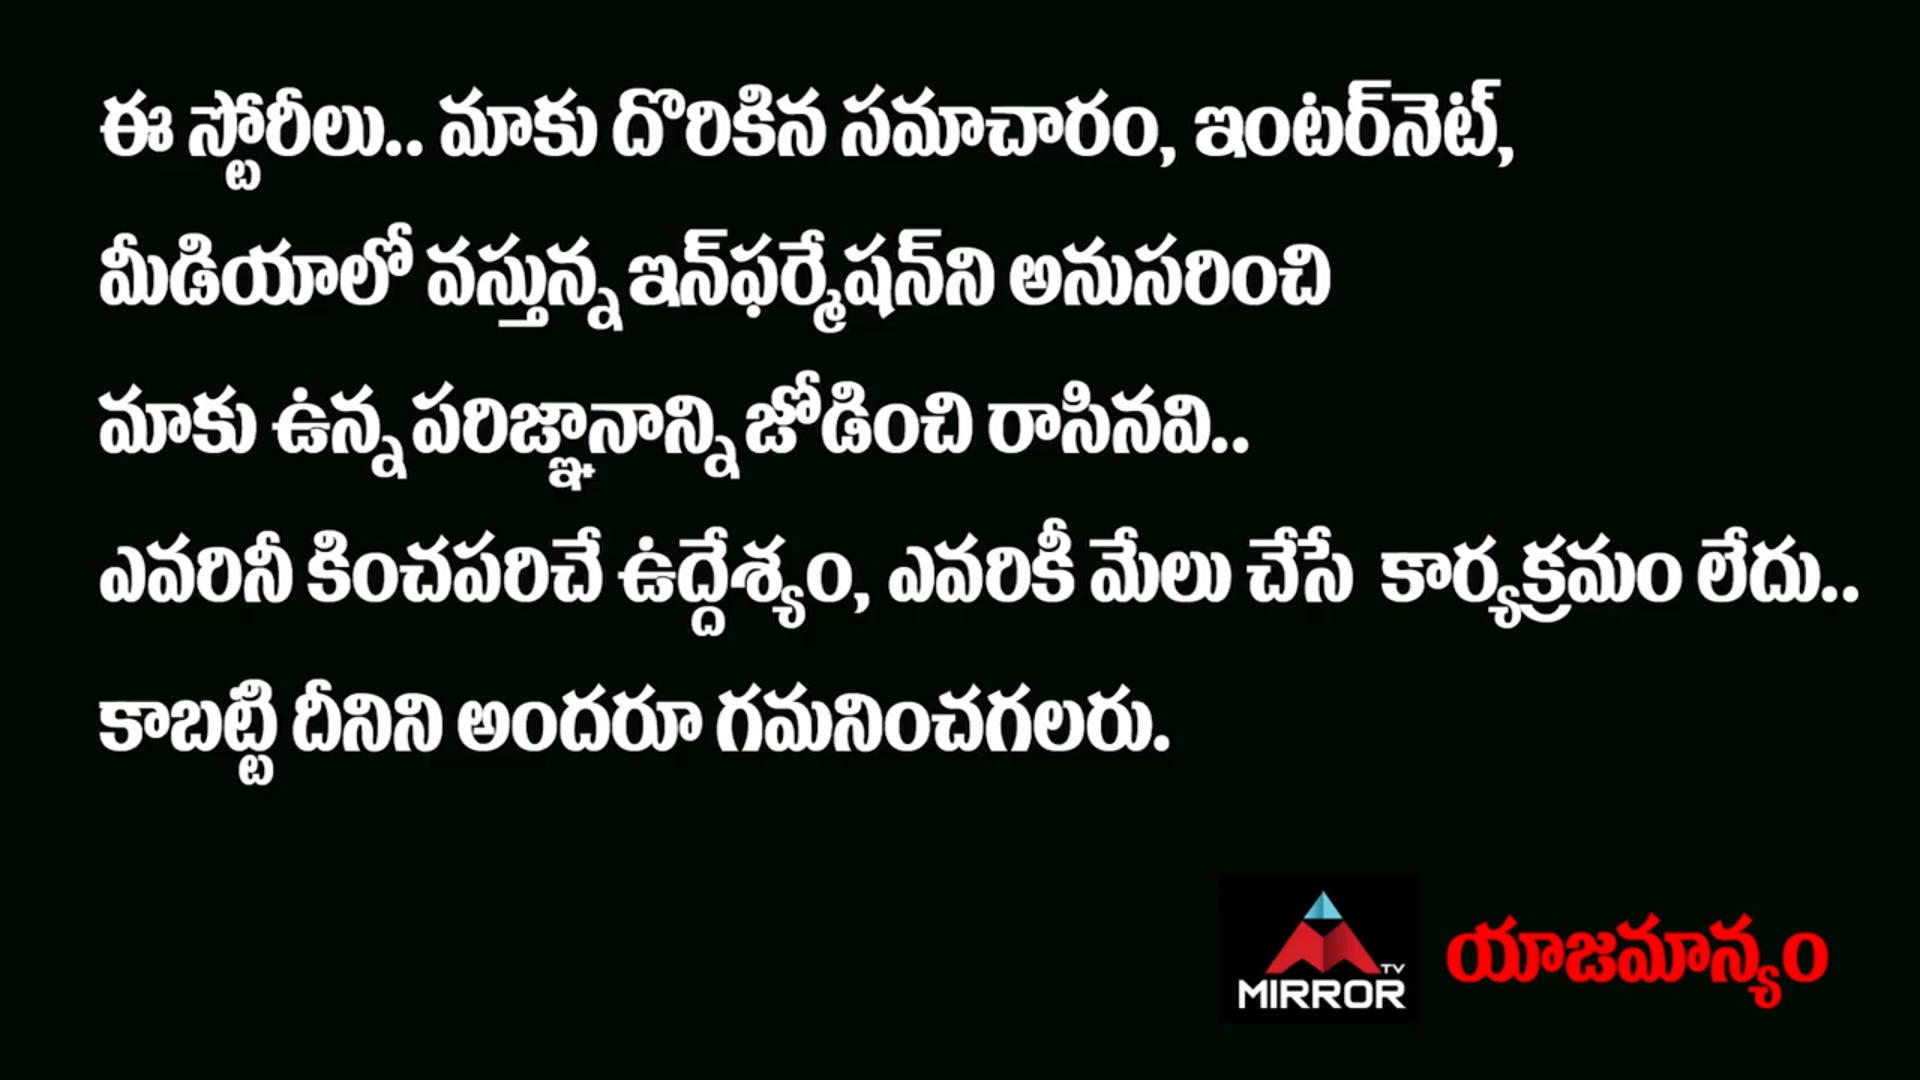 ఈ స్టోరీలు.. మాకు దొరికిన సమాచారం, ఇంటర్‌నెట్,
మీడియాలో వస్తున్న ఇన్‌ఫర్మేషన్‌ని అనుసరించి
మాకు ఉన్న పరిజ్ఞానాన్ని జోడించి రాసినవి..
ఎవరినీ కించపరిచే ఉద్దేశ్యం, ఎవరికీ మేలు చేసే కార్యక్రమం లేదు..
కాబట్టి దీనిని అందరూ గమనించగలరు.
TV
MIRROR
యాజమాన్యం